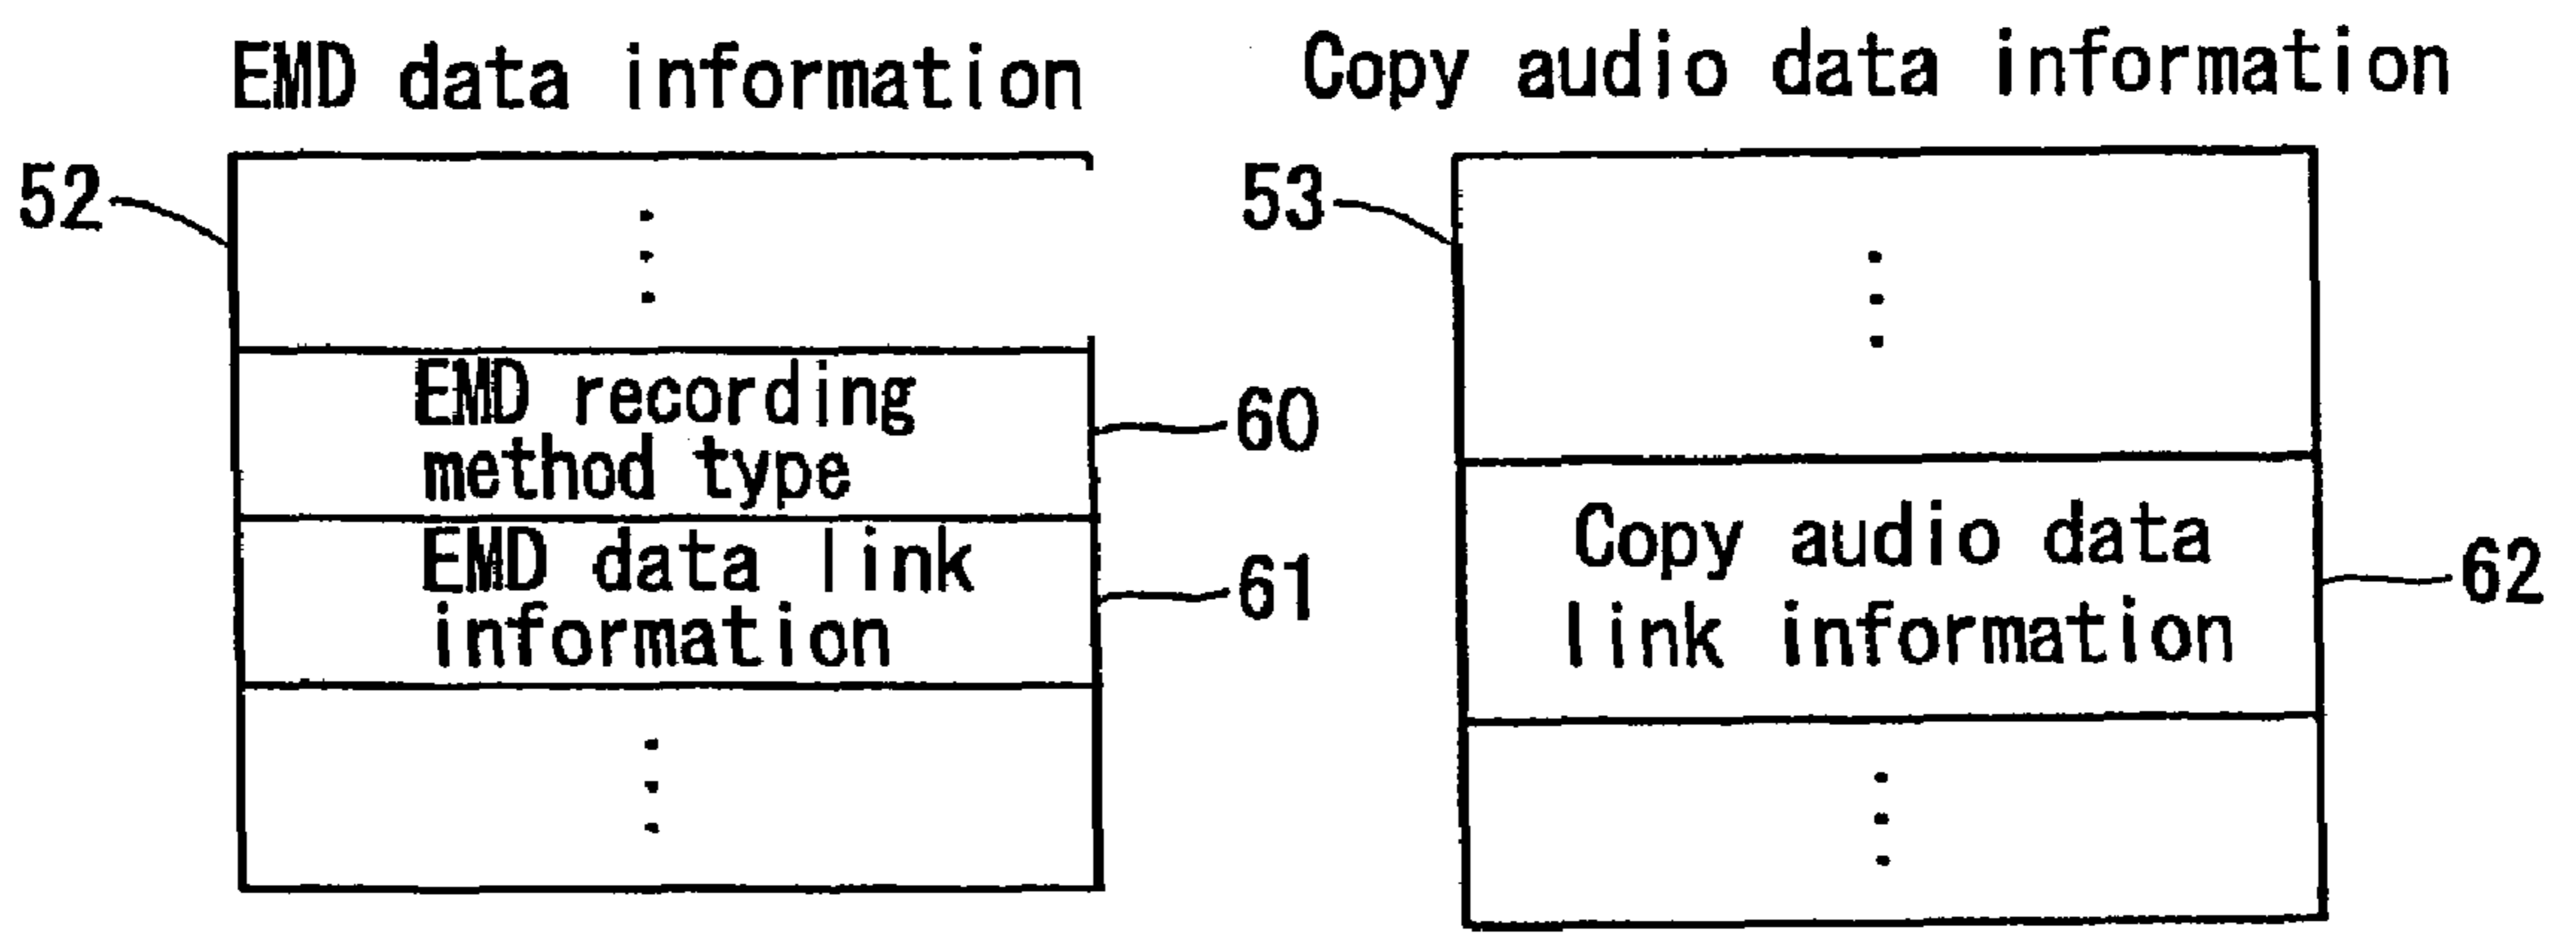 EMD data information
52
EMD recording
method type
60
EMD data link
information
61
Copy audio data information
53
Copy audio data
link information
62